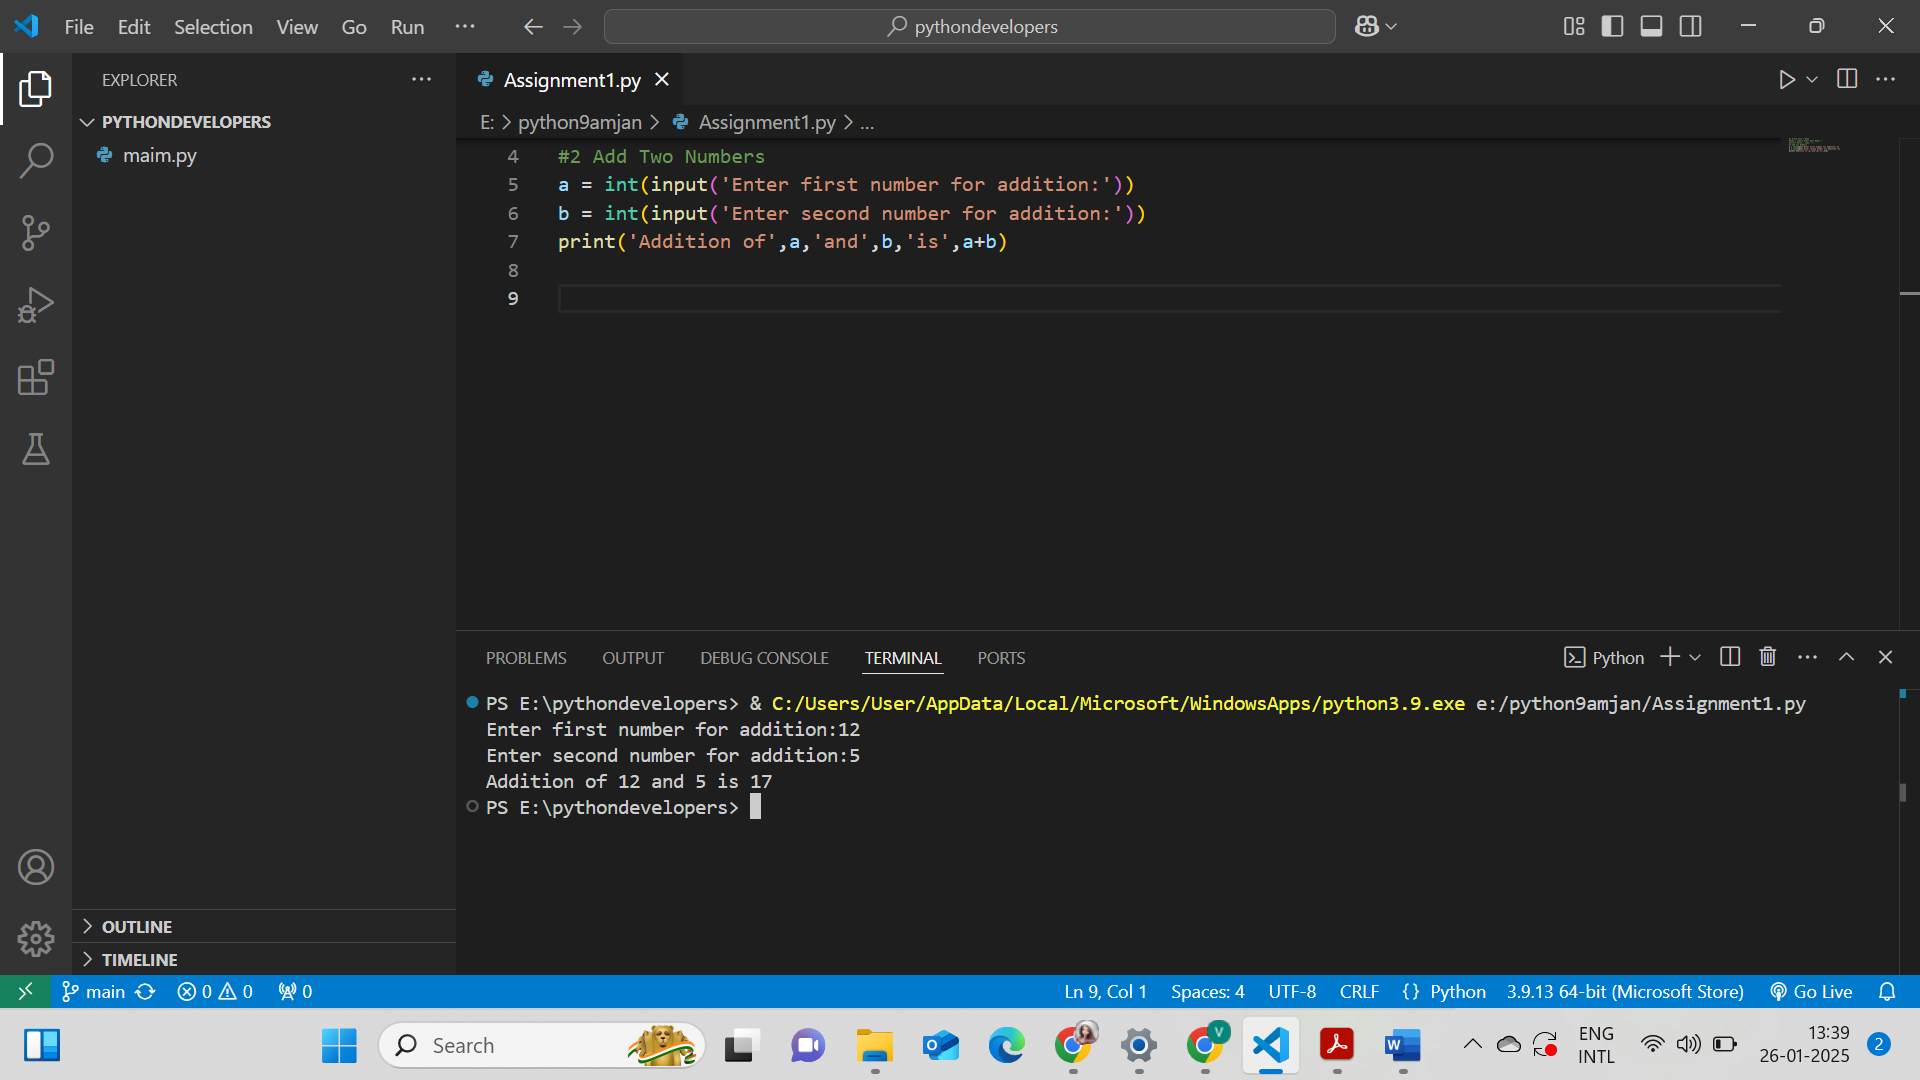 File Edit Selection View Go Run ··· pythondevelopers
EXPLORER ···
PYTHONDEVELOPERS
maim.py
OUTLINE
TIMELINE
Assignment1.py
E: > python9amjan > Assignment1.py > ...
4 #2 Add Two Numbers
5 a = int(input('Enter first number for addition:'))
6 b = int(input('Enter second number for addition:'))
7 print('Addition of',a,'and',b,'is',a+b)
8
9
PROBLEMS OUTPUT DEBUG CONSOLE TERMINAL PORTS Python
PS E:\pythondevelopers> & C:/Users/User/AppData/Local/Microsoft/WindowsApps/python3.9.exe e:/python9amjan/Assignment1.py
Enter first number for addition:12
Enter second number for addition:5
Addition of 12 and 5 is 17
PS E:\pythondevelopers>
main 0 0 0 Ln 9, Col 1 Spaces: 4 UTF-8 CRLF {} Python 3.9.13 64-bit (Microsoft Store) Go Live
Search V W ENG 13:39 2
INTL 26-01-2025